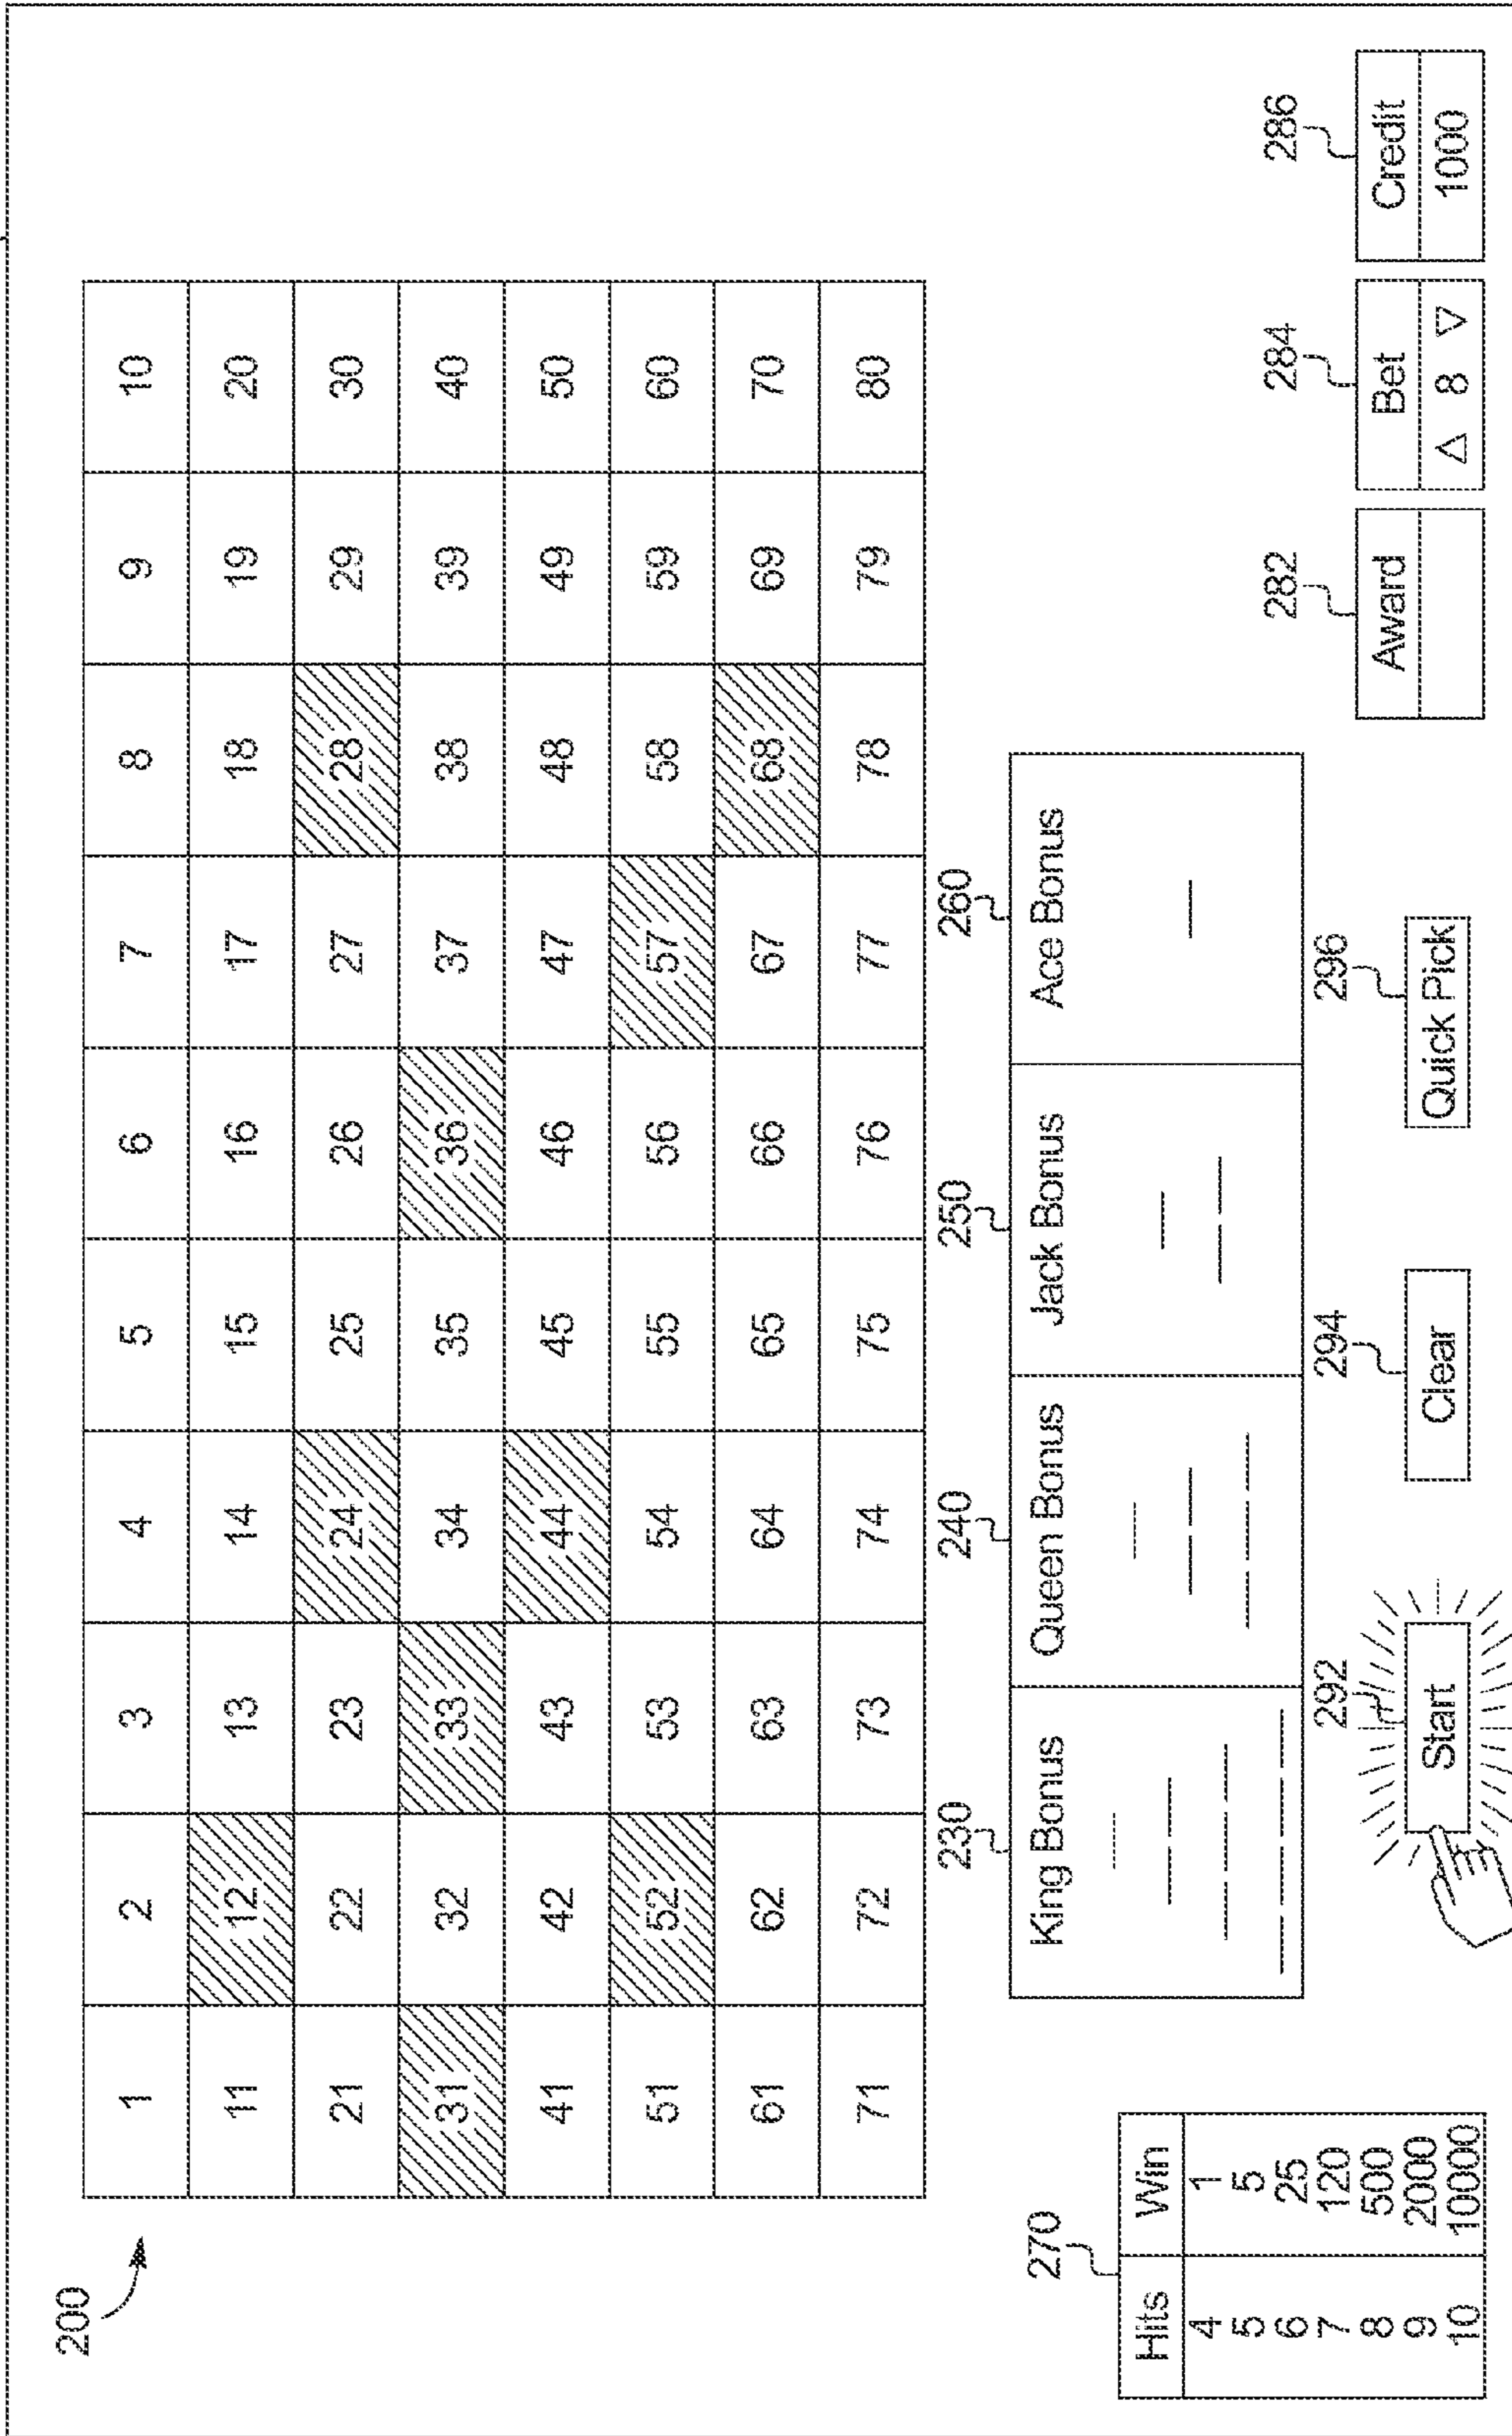 200
1 2 3 4 5 6 7 8 9 10
11 12 13 14 15 16 17 18 19 20
21 22 23 24 25 26 27 28 29 30
31 32 33 34 35 36 37 38 39 40
41 42 43 44 45 46 47 48 49 50
51 52 53 54 55 56 57 58 59 60
61 62 63 64 65 66 67 68 69 70
71 72 73 74 75 76 77 78 79 80
230 240 250 260
King Bonus Queen Bonus Jack Bonus Ace Bonus
270
Hits Win
4 1
5 5
6 25
7 120
8 500
9 2000
10 10000
292 294 296
Start Clear Quick Pick
282 284 286
Award Bet Credit
△ 8 ▽ 1000